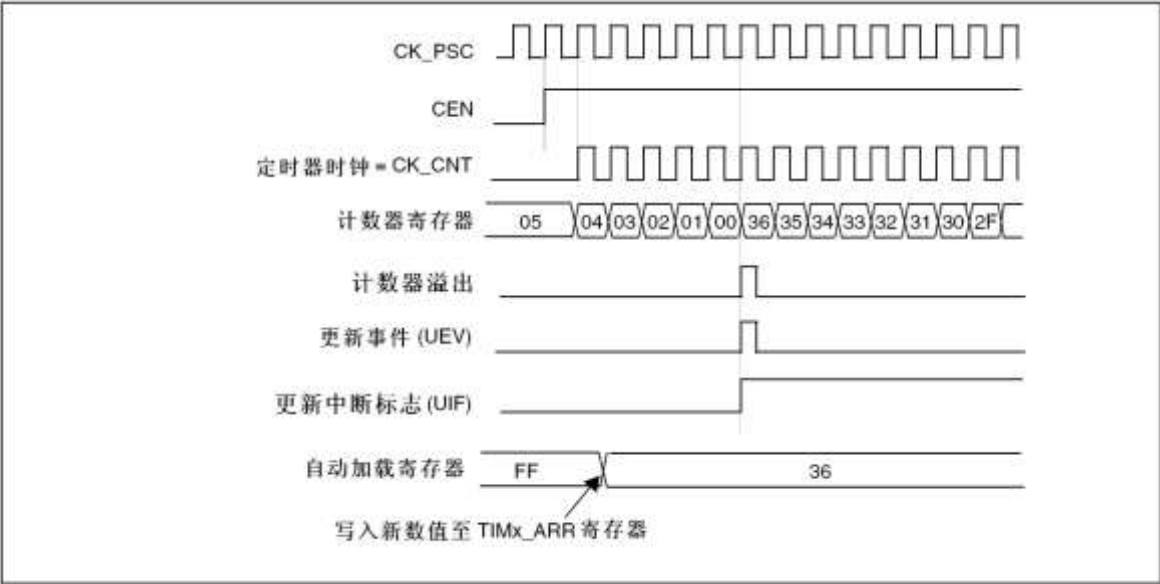 CK_PSC
CEN
定时器时钟 = CK_CNT
计数器寄存器 05 04 03 02 01 00 36 35 34 33 32 31 30 2F
计数器溢出
更新事件 (UEV)
更新中断标志 (UIF)
自动加载寄存器 FF 36
写入新数值至 TIMx_ARR 寄存器